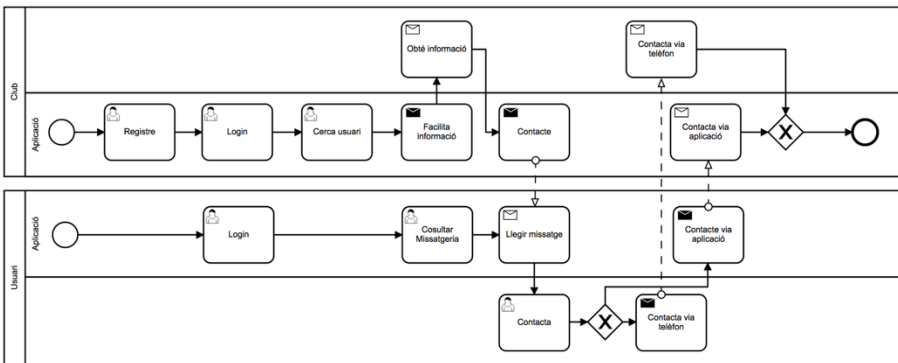 Club
Obté informació
Contacta via
telèfon
Aplicació
Registre
Login
Cerca usuari
Facilita
informació
Contacte
Contacta via
aplicació
X
Usuari
Aplicació
Login
Cosultar
Missatgeria
Llegir missatge
Contacte via
aplicació
Contacta
X
Contacta via
telèfon